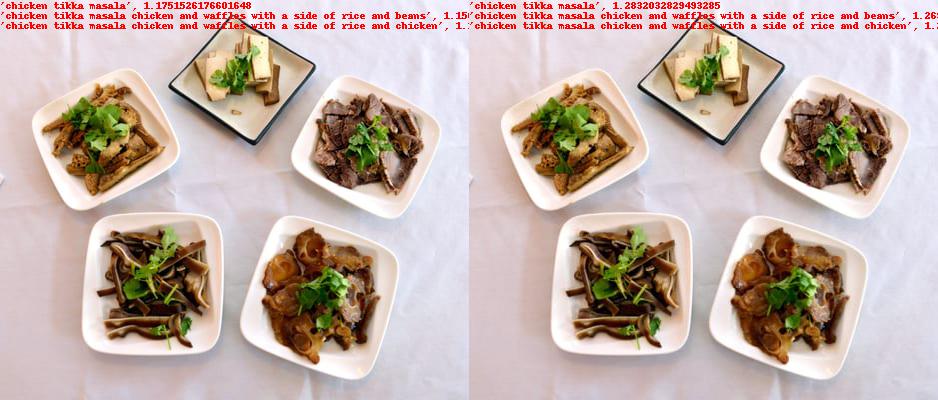 'chicken tikka masala', 1.1751526176601648
'chicken tikka masala chicken and waffles with a side of rice and beams', 1.15
'chicken tikka masala chicken and waffles with a side of rice and chicken', 1.
'chicken tikka masala', 1.2832032829493285
'chicken tikka masala chicken and waffles with a side of rice and beams', 1.26
'chicken tikka masala chicken and waffles with a side of rice and chicken', 1.2